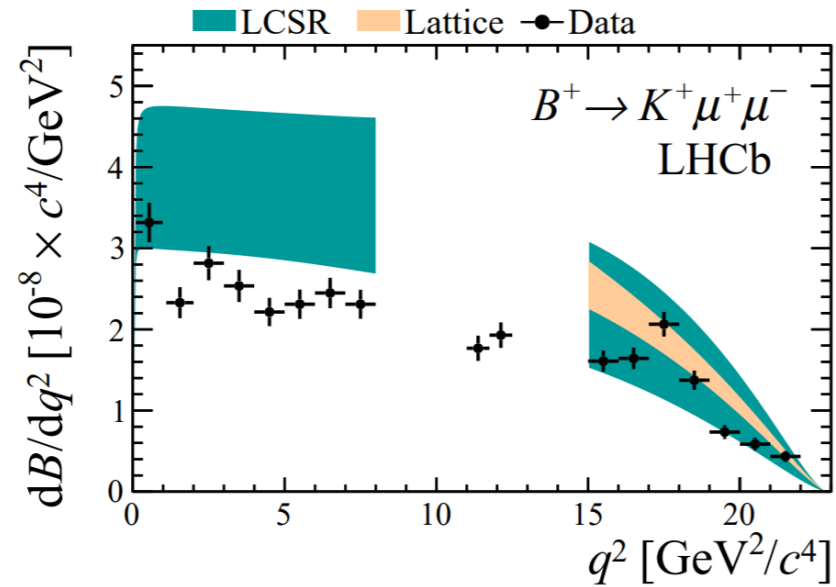 LCSR Lattice Data
dB/dq² [10⁻⁸ × c⁴/GeV²]
5
4
3
2
1
0
B⁺ → K⁺μ⁺μ⁻
LHCb
0 5 10 15 20
q² [GeV²/c⁴]